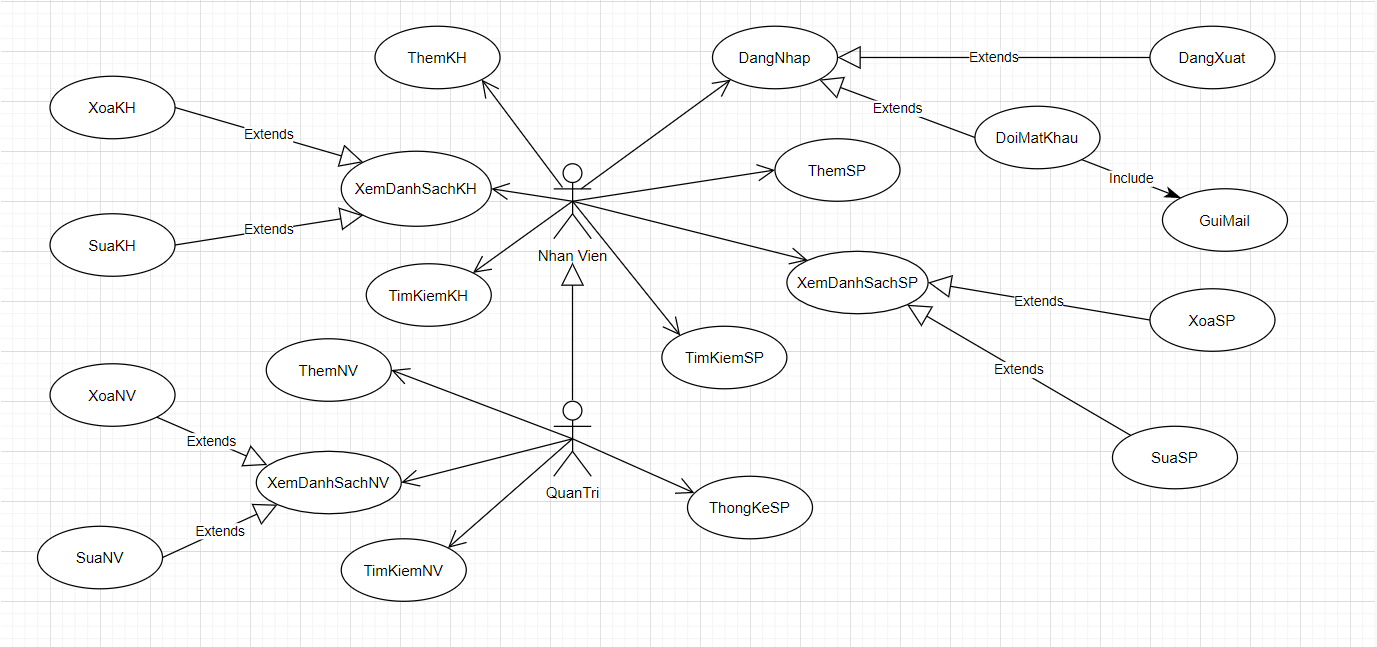 ThemKH
DangNhap
Extends
DangXuat
XoaKH
Extends
Extends
DoiMatKhau
ThemSP
Include
XemDanhSachKH
GuiMail
SuaKH
Extends
Nhan Vien
XemDanhSachSP
TimKiemKH
Extends
XoaSP
TimKiemSP
ThemNV
Extends
XoaNV
Extends
SuaSP
XemDanhSachNV
QuanTri
ThongKeSP
Extends
SuaNV
TimKiemNV